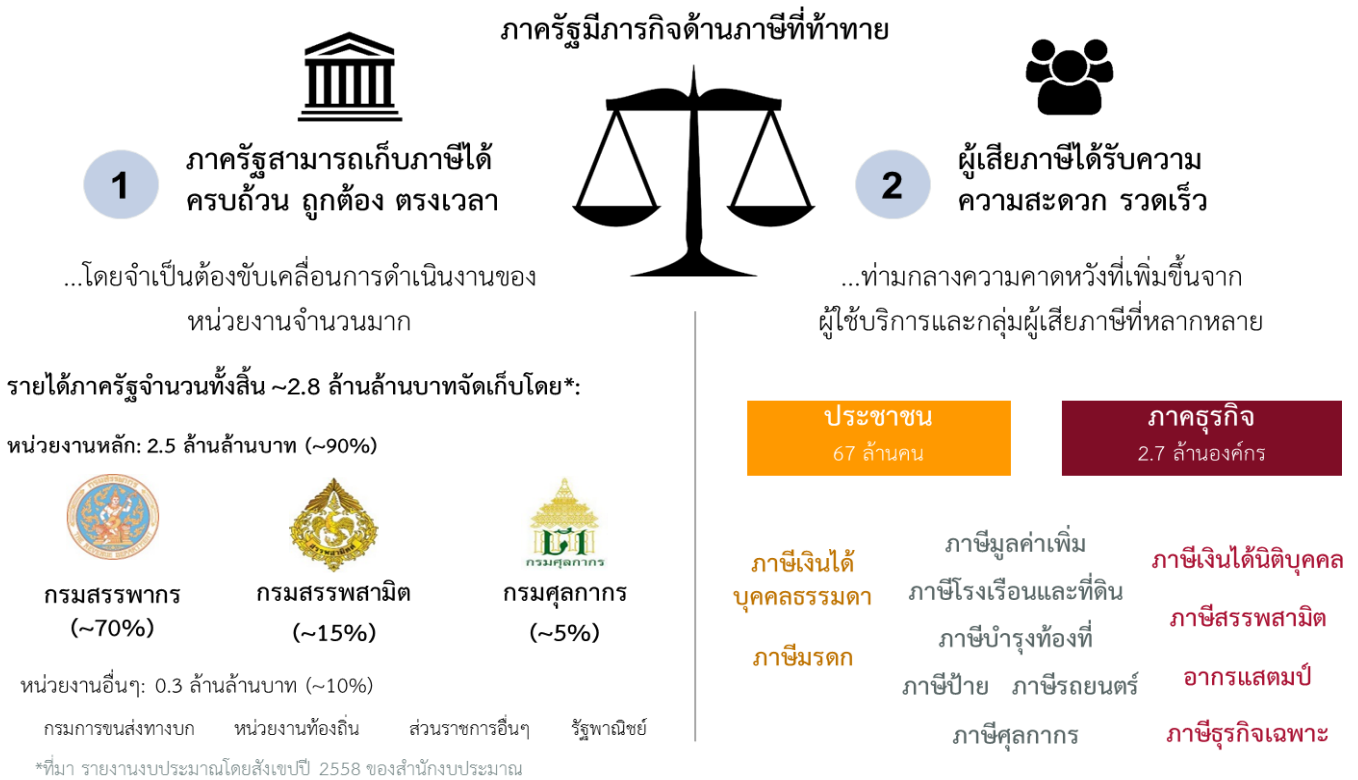 ภาครัฐมีภารกิจด้านภาษีที่ท้าทาย
1
ภาครัฐสามารถเก็บภาษีได้
ครบถ้วน ถูกต้อง ตรงเวลา
...โดยจำเป็นต้องขับเคลื่อนการดำเนินงานของ
หน่วยงานจำนวนมาก
รายได้ภาครัฐจำนวนทั้งสิ้น ~2.8 ล้านล้านบาทจัดเก็บโดย*:
หน่วยงานหลัก: 2.5 ล้านล้านบาท (~90%)
สรรพสามิต
กรมศุลกากร
กรมสรรพากร
(~70%)
กรมสรรพสามิต
(~15%)
กรมศุลกากร
(~5%)
หน่วยงานอื่นๆ: 0.3 ล้านล้านบาท (~10%)
กรมการขนส่งทางบก หน่วยงานท้องถิ่น ส่วนราชการอื่นๆ รัฐพาณิชย์
*ที่มา รายงานงบประมาณโดยสังเขปปี 2558 ของสำนักงบประมาณ
2
ผู้เสียภาษีได้รับความ
ความสะดวก รวดเร็ว
...ท่ามกลางความคาดหวังที่เพิ่มขึ้นจาก
ผู้ใช้บริการและกลุ่มผู้เสียภาษีที่หลากหลาย
ประชาชน
67 ล้านคน
ภาคธุรกิจ
2.7 ล้านองค์กร
ภาษีเงินได้
บุคคลธรรมดา
ภาษีมรดก
ภาษีมูลค่าเพิ่ม
ภาษีโรงเรือนและที่ดิน
ภาษีบำรุงท้องที่
ภาษีป้าย ภาษีรถยนตร์
ภาษีศุลกากร
ภาษีเงินได้นิติบุคคล
ภาษีสรรพสามิต
อากรแสตมป์
ภาษีธุรกิจเฉพาะ